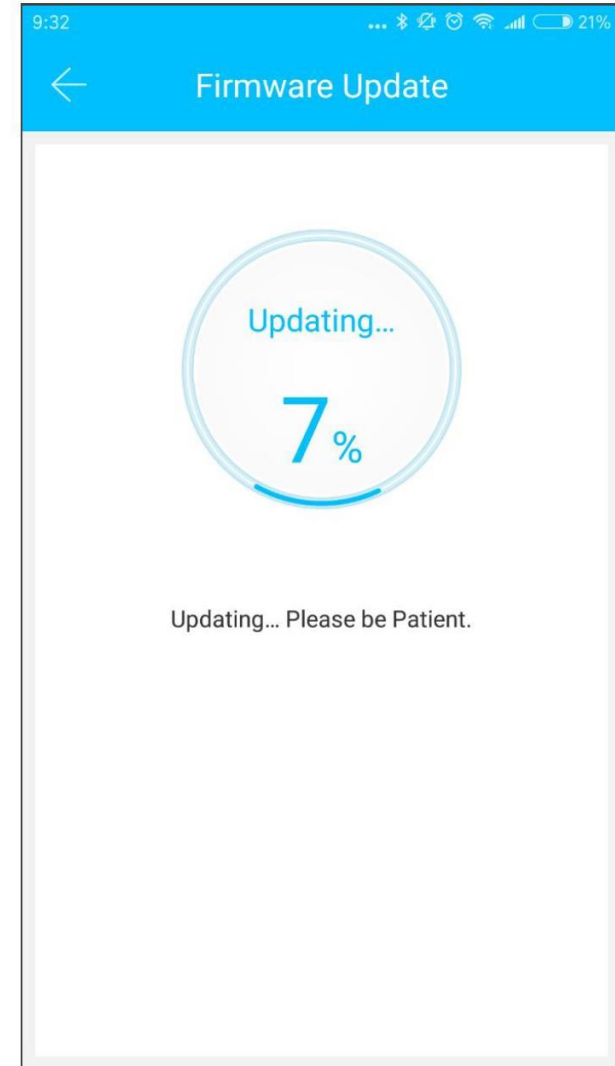 9:32 ... 21%
Firmware Update
Updating...
7%
Updating... Please be Patient.